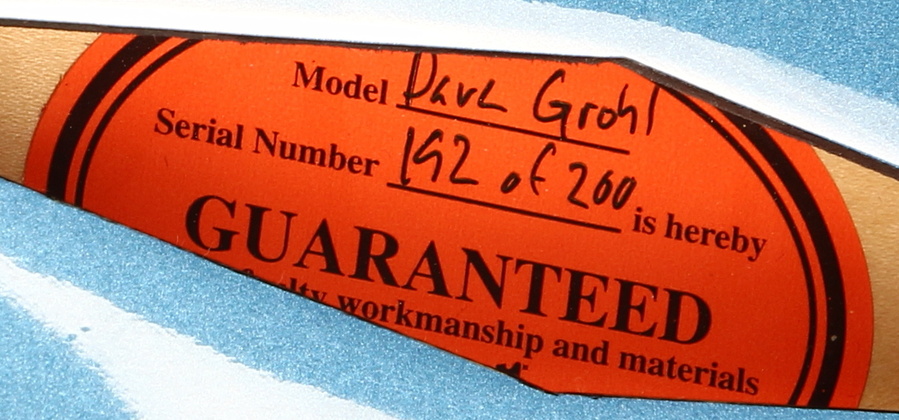 Model Dave Grohl
Serial Number 192 of 200 is hereby
GUARANTEED
workmanship and materials